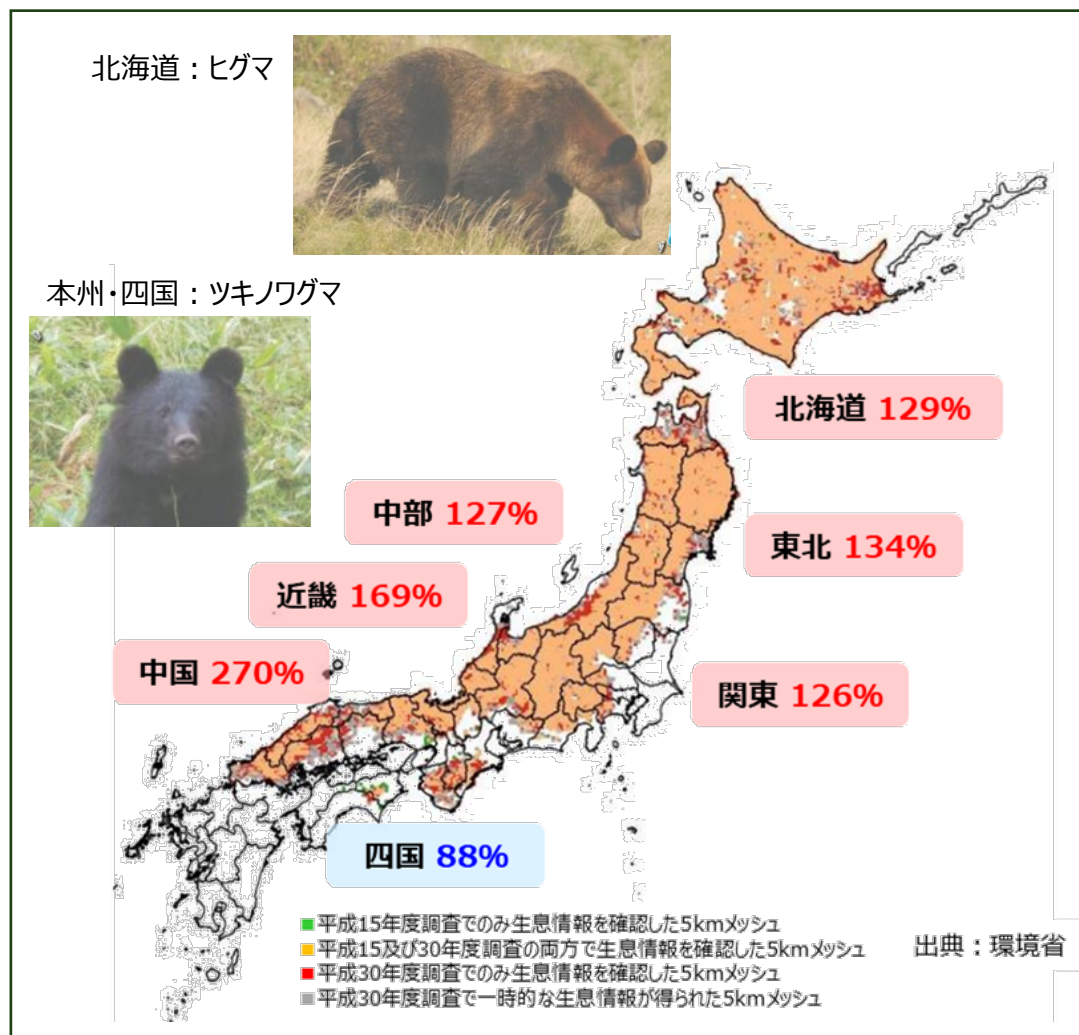 北海道：ヒグマ
本州・四国：ツキノワグマ
北海道 129%
中部 127%
東北 134%
近畿 169%
中国 270%
関東 126%
四国 88%
■平成15年度調査でのみ生息情報を確認した5kmメッシュ
■平成15及び30年度調査の両方で生息情報を確認した5kmメッシュ
■平成30年度調査でのみ生息情報を確認した5kmメッシュ
■平成30年度調査で一時的な生息情報が得られた5kmメッシュ
出典：環境省